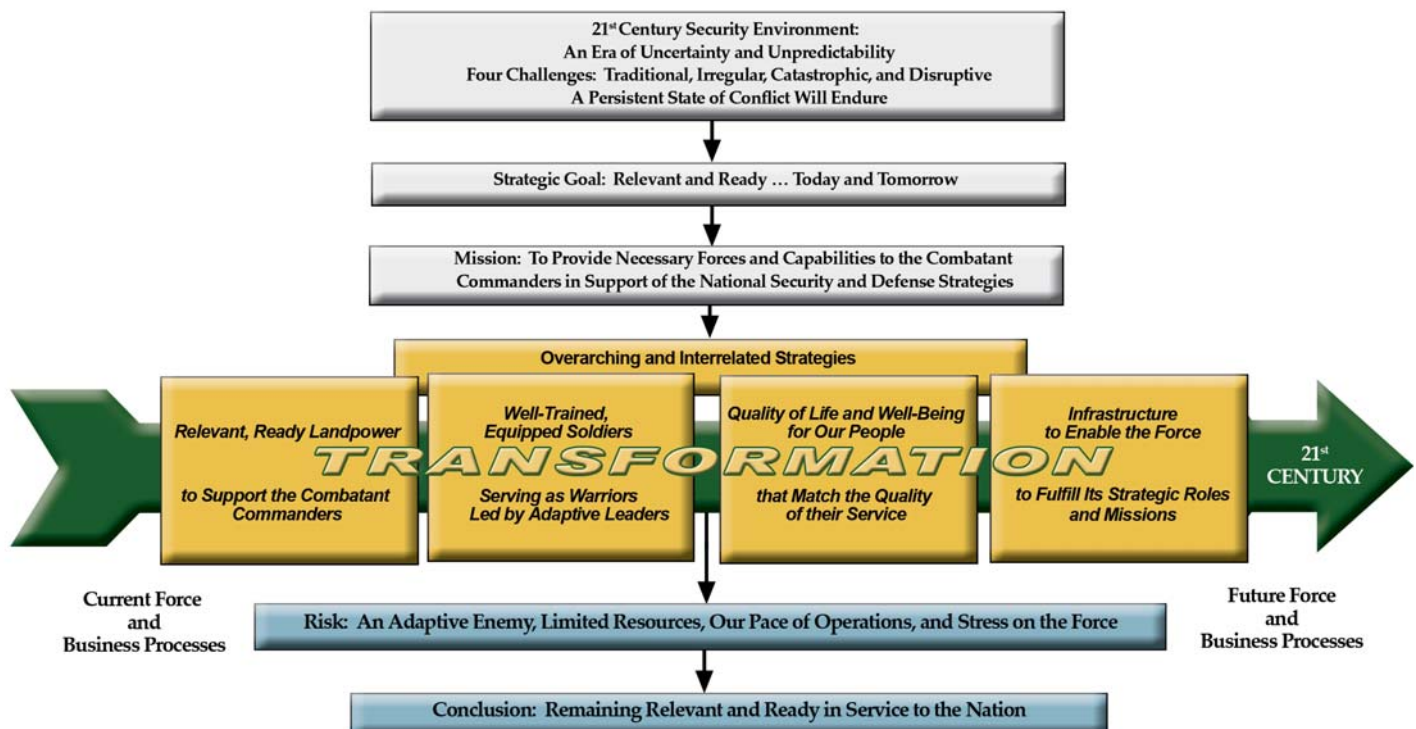 21st Century Security Environment:
An Era of Uncertainty and Unpredictability
Four Challenges: Traditional, Irregular, Catastrophic, and Disruptive
A Persistent State of Conflict Will Endure
Strategic Goal: Relevant and Ready … Today and Tomorrow
Mission: To Provide Necessary Forces and Capabilities to the Combatant
Commanders in Support of the National Security and Defense Strategies
Overarching and Interrelated Strategies
Relevant, Ready Landpower
to Support the Combatant
Commanders
Well-Trained,
Equipped Soldiers
Serving as Warriors
Led by Adaptive Leaders
Quality of Life and Well-Being
for Our People
that Match the Quality
of their Service
Infrastructure
to Enable the Force
to Fulfill Its Strategic Roles
and Missions
TRANSFORMATION
21st
CENTURY
Current Force
and
Business Processes
Future Force
and
Business Processes
Risk: An Adaptive Enemy, Limited Resources, Our Pace of Operations, and Stress on the Force
Conclusion: Remaining Relevant and Ready in Service to the Nation